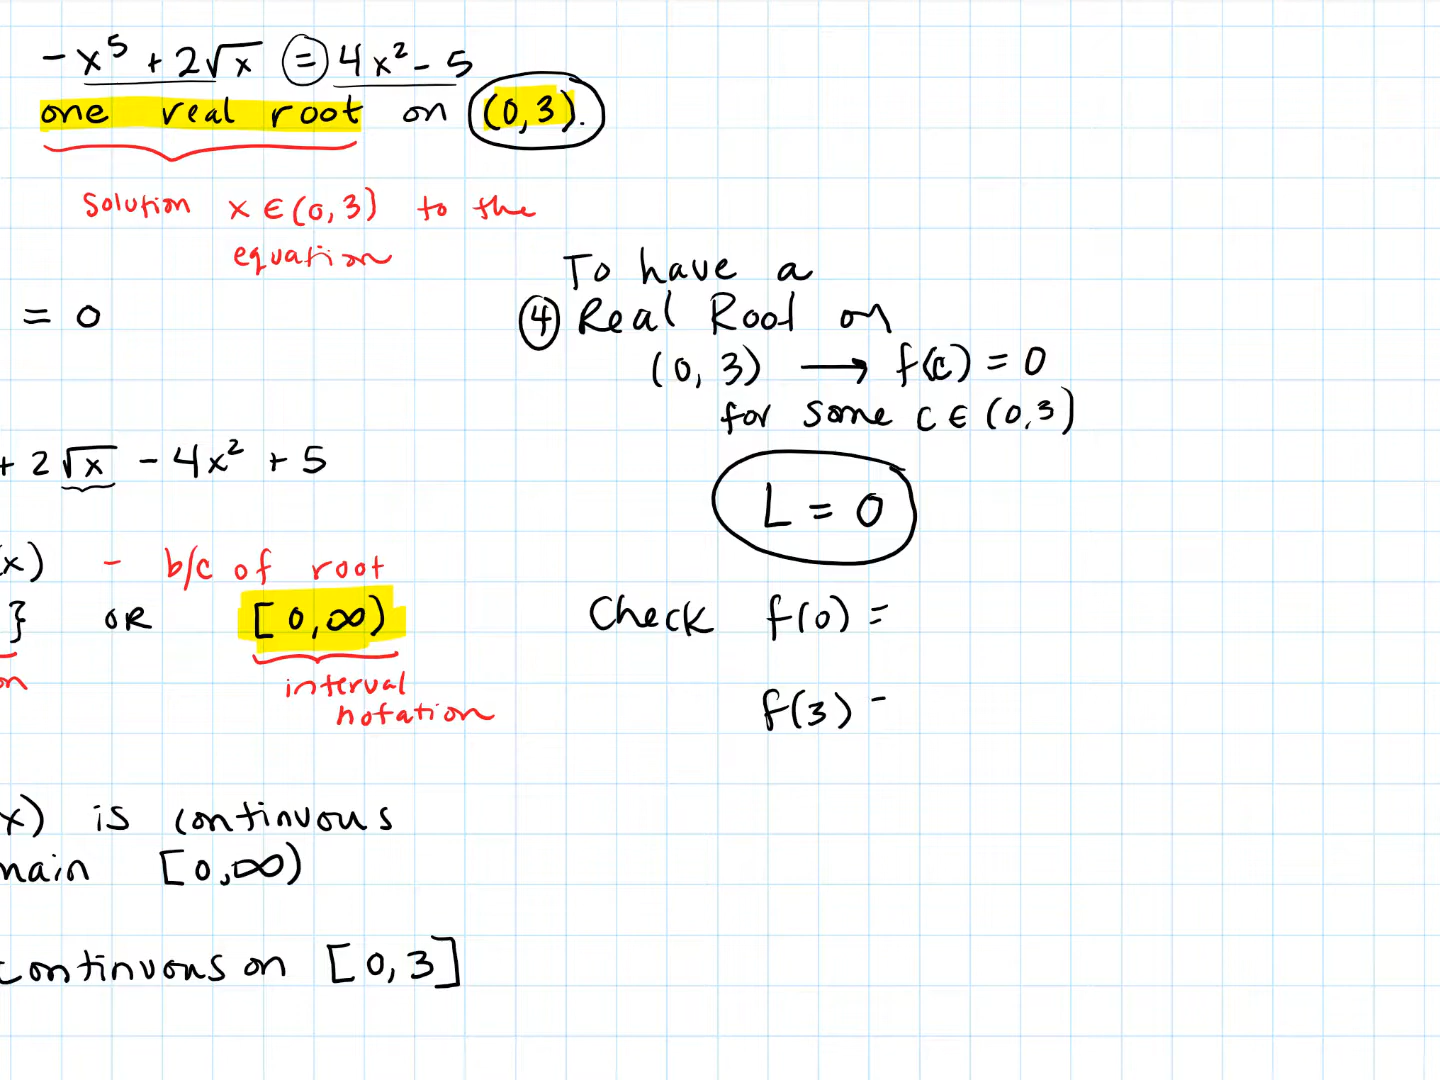 - x⁵ + 2√x = 4x² - 5
one real root on (0, 3).
Solution x ∈ (0, 3) to the
equation
= 0
+ 2√x - 4x² + 5
(x) - b/c of root
} OR [0, ∞)
interval
notation
x) is continuous
main [0, ∞)
continuous on [0, 3]
To have a
④ Real Root on
(0, 3) → f(c) = 0
for some c ∈ (0, 3)
L = 0
Check f(0) =
f(3) -